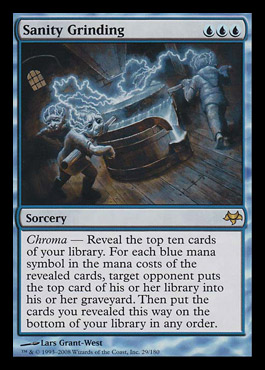 Sanity Grinding
Sorcery
Chroma — Reveal the top ten cards
of your library. For each blue mana
symbol in the mana costs of the
revealed cards, target opponent puts
the top card of his or her library into
his or her graveyard. Then put the
cards you revealed this way on the
bottom of your library in any order.
Lars Grant-West
™ & © 1993–2008 Wizards of the Coast, Inc. 29/180